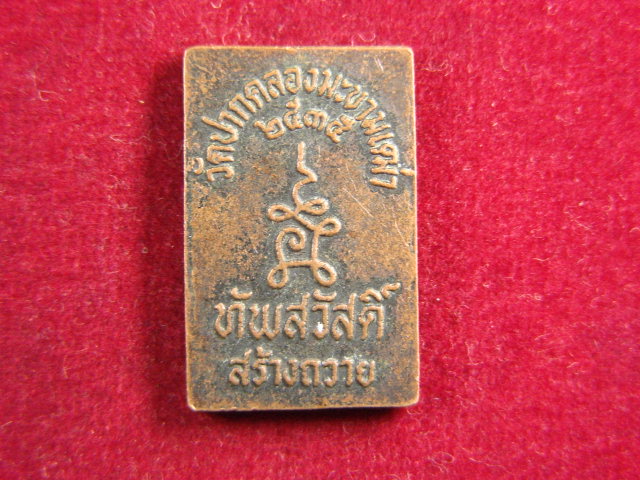 วัดปากคลองมะขามเฒ่า
๒๕๓๕
ทัพสวัสดิ์
สร้างถวาย